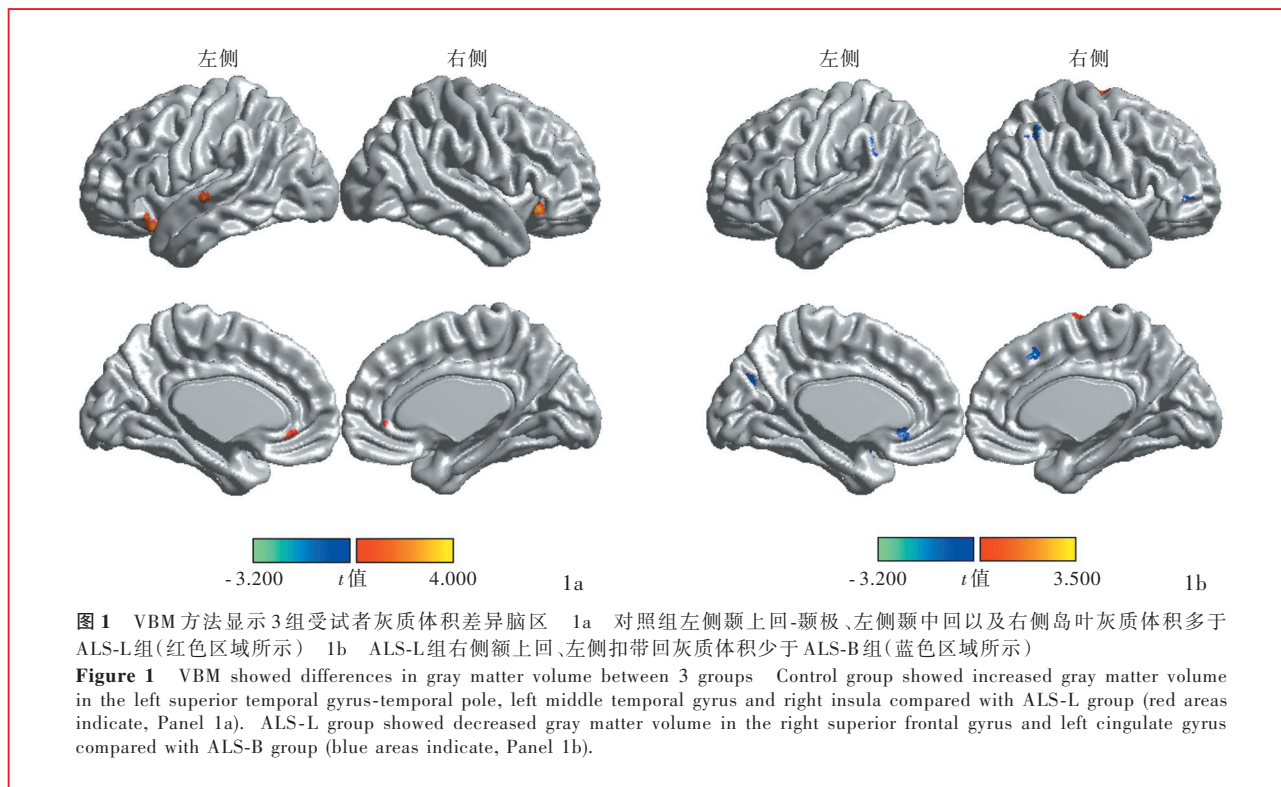 左侧 右侧 左侧 右侧
-3.200 t值 4.000 1a
-3.200 t值 3.500 1b
图1 VBM方法显示3组受试者灰质体积差异脑区 1a 对照组左侧颞上回-颞极、左侧颞中回以及右侧岛叶灰质体积多于
ALS-L组(红色区域所示) 1b ALS-L组右侧额上回、左侧扣带回灰质体积少于ALS-B组(蓝色区域所示)
Figure 1 VBM showed differences in gray matter volume between 3 groups Control group showed increased gray matter volume
in the left superior temporal gyrus-temporal pole, left middle temporal gyrus and right insula compared with ALS-L group (red areas
indicate, Panel 1a). ALS-L group showed decreased gray matter volume in the right superior frontal gyrus and left cingulate gyrus
compared with ALS-B group (blue areas indicate, Panel 1b).